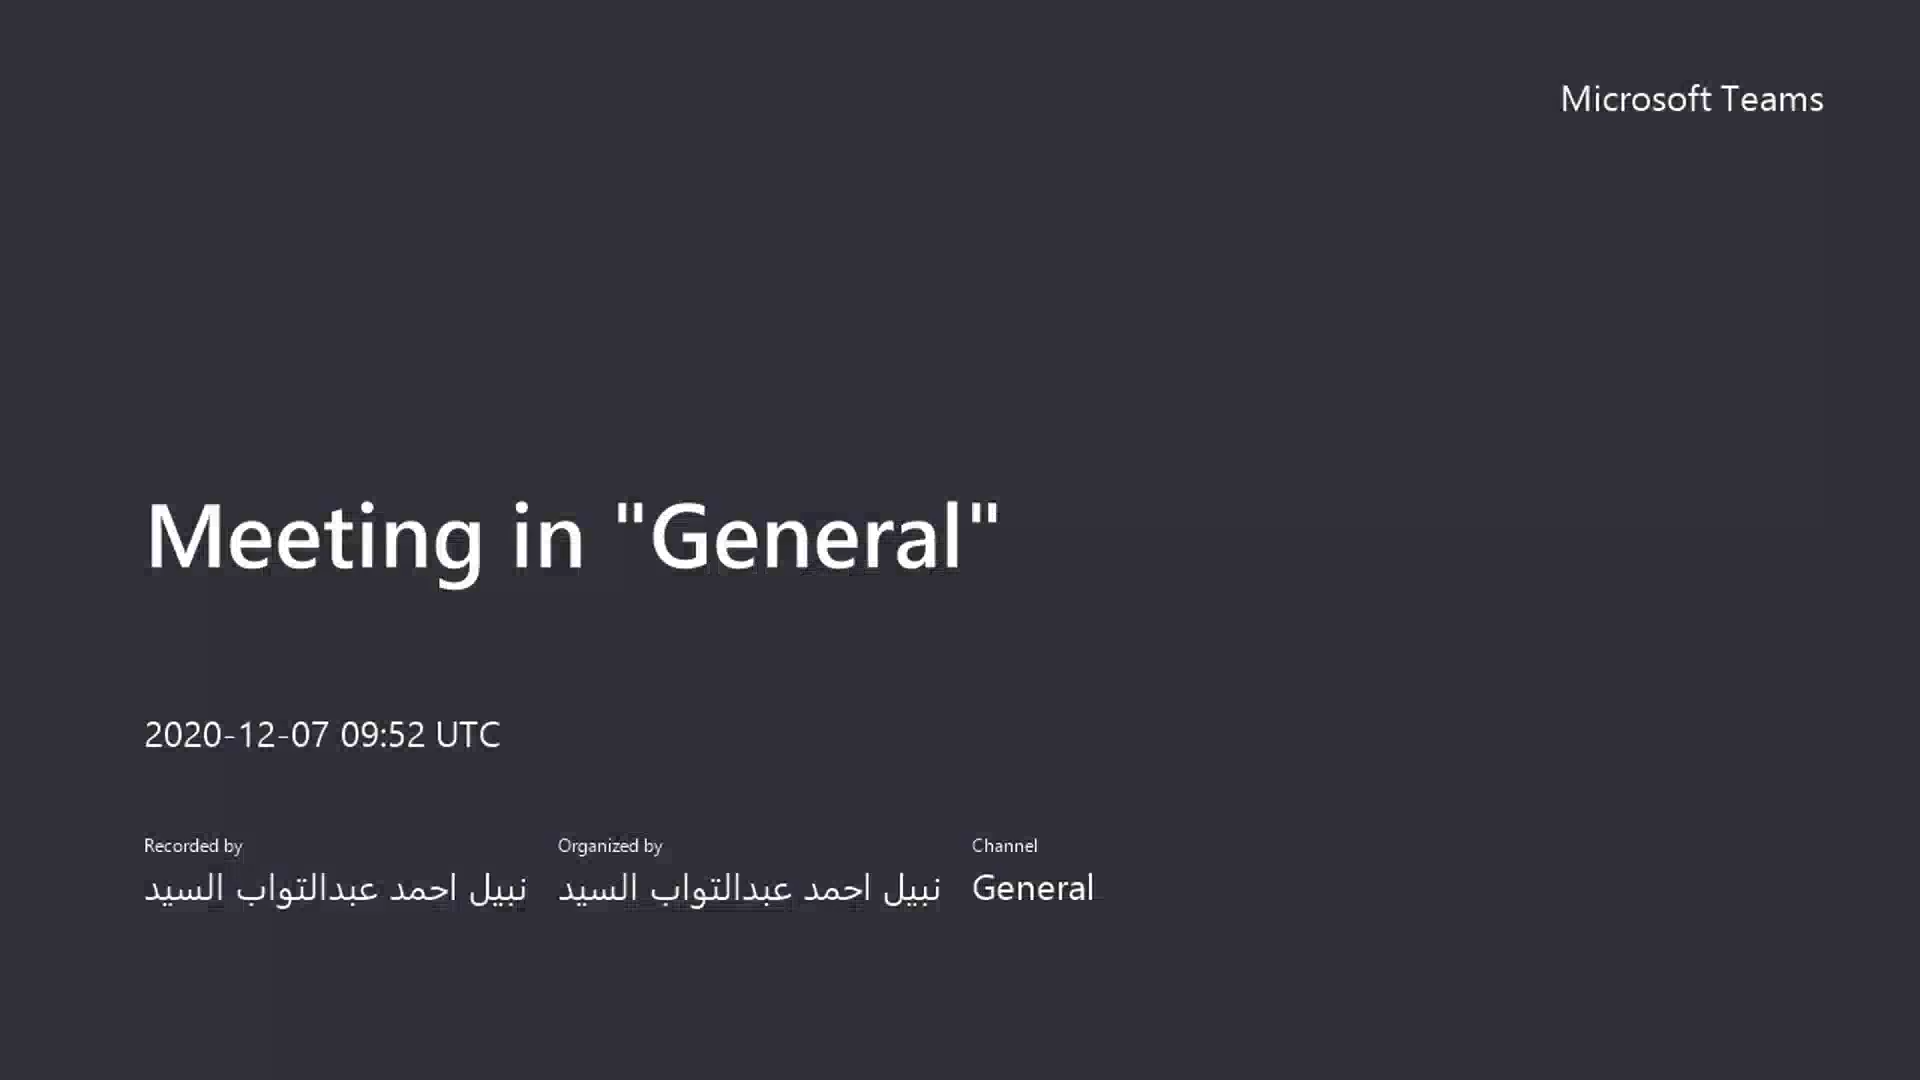 Microsoft Teams
Meeting in "General"
2020-12-07 09:52 UTC
Recorded by
Organized by
Channel
نبيل احمد عبدالتواب السيد
نبيل احمد عبدالتواب السيد
General